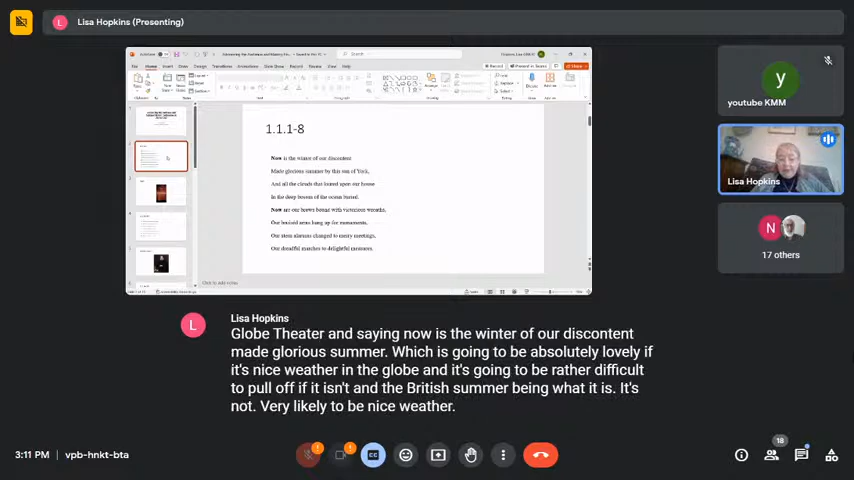 L Lisa Hopkins (Presenting)
1.1.1-8
Now is the winter of our discontent
Made glorious summer by this son of York,
And all the clouds that loured upon our house
In the deep bosom of the ocean buried.
Now are our brows bound with victorious wreaths,
Our bruised arms hung up for monuments,
Our stern alarums changed to merry meetings,
Our dreadful marches to delightful measures.
Click to add notes
y
youtube KMM
Lisa Hopkins
N
17 others
L
Lisa Hopkins
Globe Theater and saying now is the winter of our discontent
made glorious summer. Which is going to be absolutely lovely if
it's nice weather in the globe and it's going to be rather difficult
to pull off if it isn't and the British summer being what it is. It's
not. Very likely to be nice weather.
3:11 PM | vpb-hnkt-bta
18